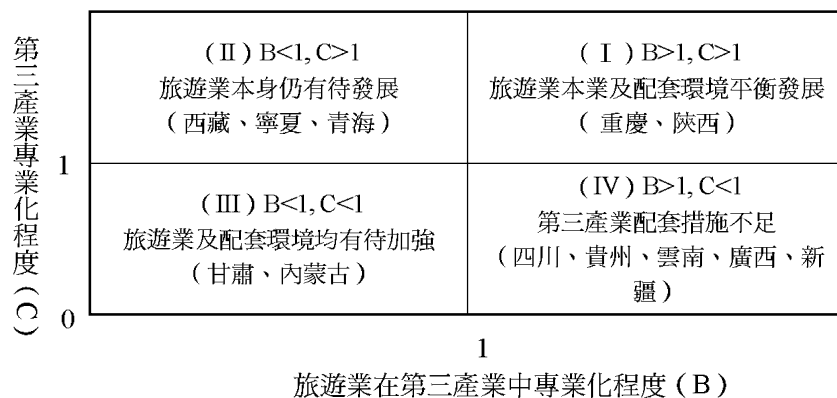 第三產業專業化程度(C)
(II) B<1, C>1
旅遊業本身仍有待發展
(西藏、寧夏、青海)
(I) B>1, C>1
旅遊業本業及配套環境平衡發展
(重慶、陝西)
1
(III) B<1, C<1
旅遊業及配套環境均有待加強
(甘肅、內蒙古)
(IV) B>1, C<1
第三產業配套措施不足
(四川、貴州、雲南、廣西、新
疆)
0
1
旅遊業在第三產業中專業化程度(B)